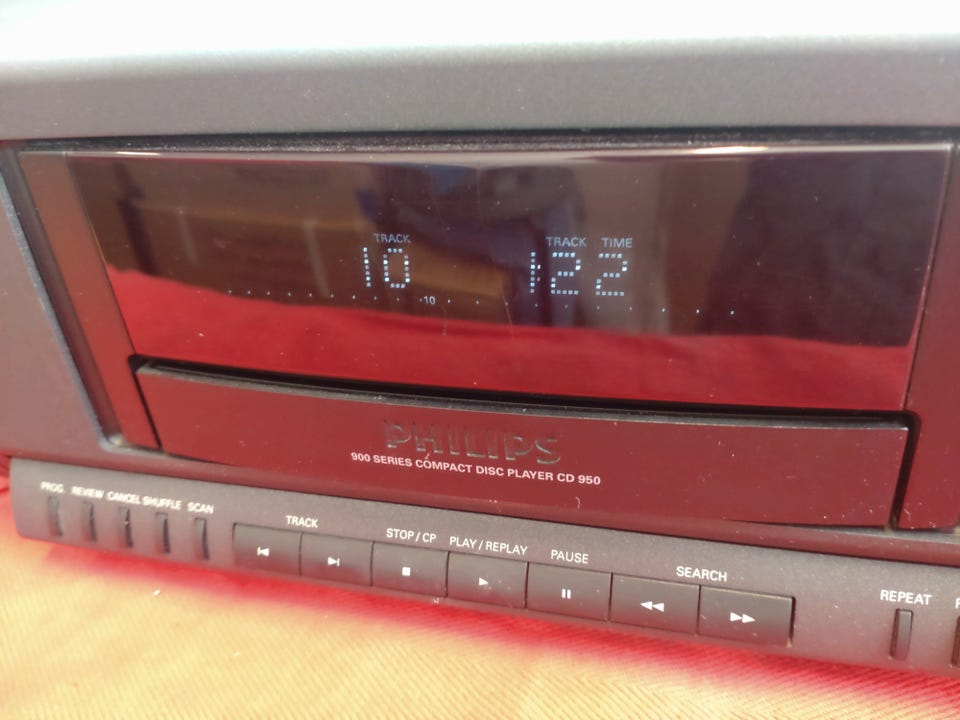 TRACK TRACK TIME
10 1:22
10
PHILIPS
900 SERIES COMPACT DISC PLAYER CD 950
PROG. REVIEW CANCEL SHUFFLE SCAN
TRACK STOP / CP PLAY / REPLAY PAUSE SEARCH REPEAT